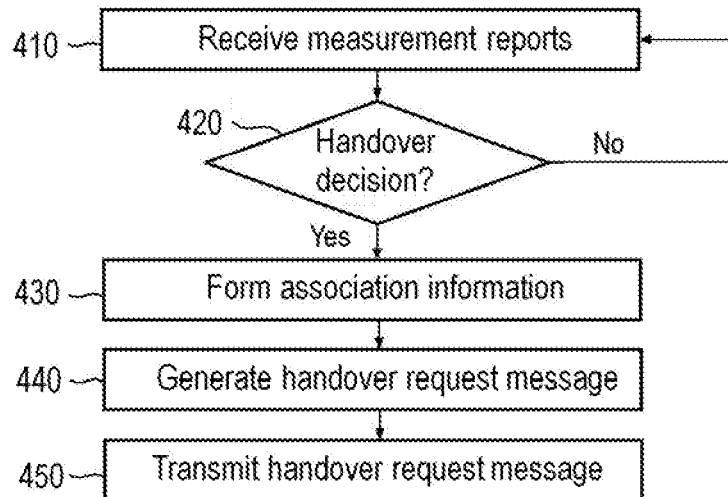 410 Receive measurement reports
420 Handover decision?
No
Yes
430 Form association information
440 Generate handover request message
450 Transmit handover request message